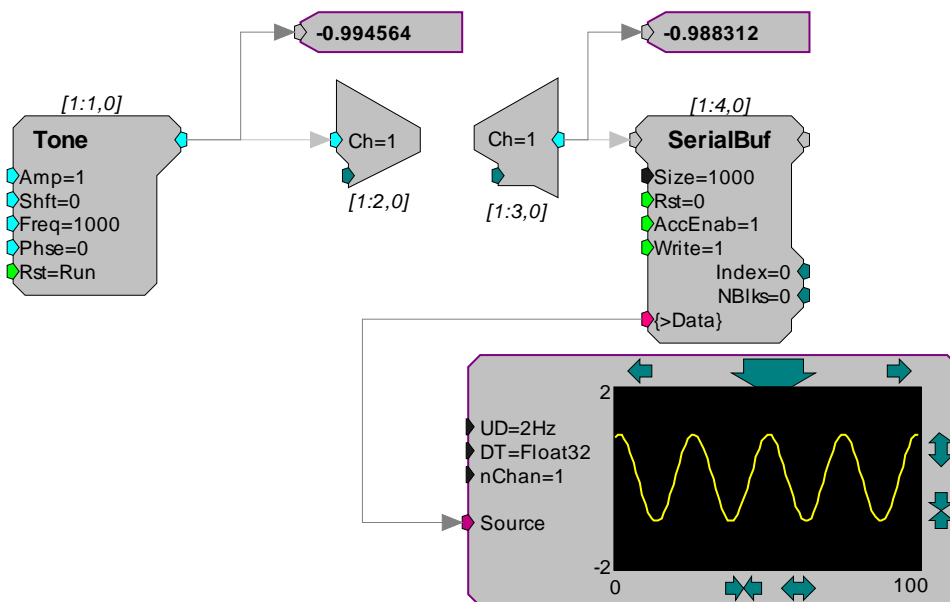 -0.994564
-0.988312
[1:1,0]
[1:4,0]
Tone
Amp=1
Shft=0
Freq=1000
Phse=0
Rst=Run
Ch=1
[1:2,0]
Ch=1
[1:3,0]
SerialBuf
Size=1000
Rst=0
AccEnab=1
Write=1
Index=0
NBlks=0
{>Data}
UD=2Hz
DT=Float32
nChan=1
Source
2
-2
0
100